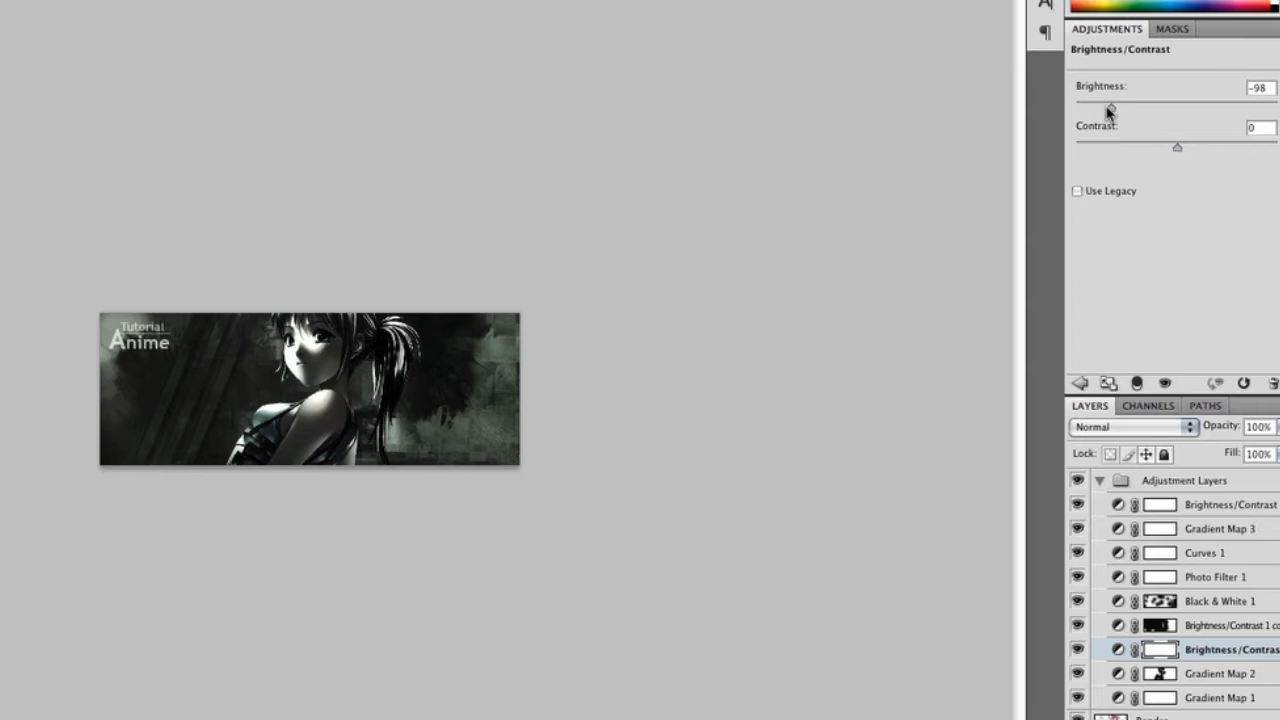 ADJUSTMENTS MASKS
Brightness/Contrast
Brightness: -98
Contrast: 0
Use Legacy
Tutorial
Anime
LAYERS CHANNELS PATHS
Normal Opacity: 100%
Lock: Fill: 100%
Adjustment Layers
Brightness/Contrast
Gradient Map 3
Curves 1
Photo Filter 1
Black & White 1
Brightness/Contrast 1 co
Brightness/Contras
Gradient Map 2
Gradient Map 1